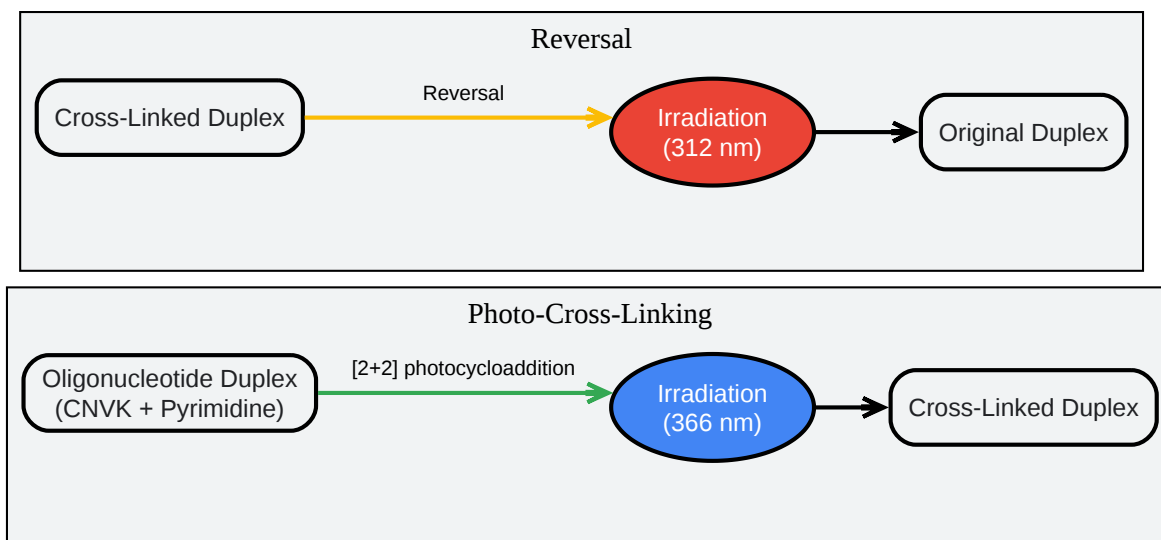 Reversal
Cross-Linked Duplex
Reversal
Irradiation
(312 nm)
Original Duplex
Photo-Cross-Linking
Oligonucleotide Duplex
(CNVK + Pyrimidine)
[2+2] photocycloaddition
Irradiation
(366 nm)
Cross-Linked Duplex